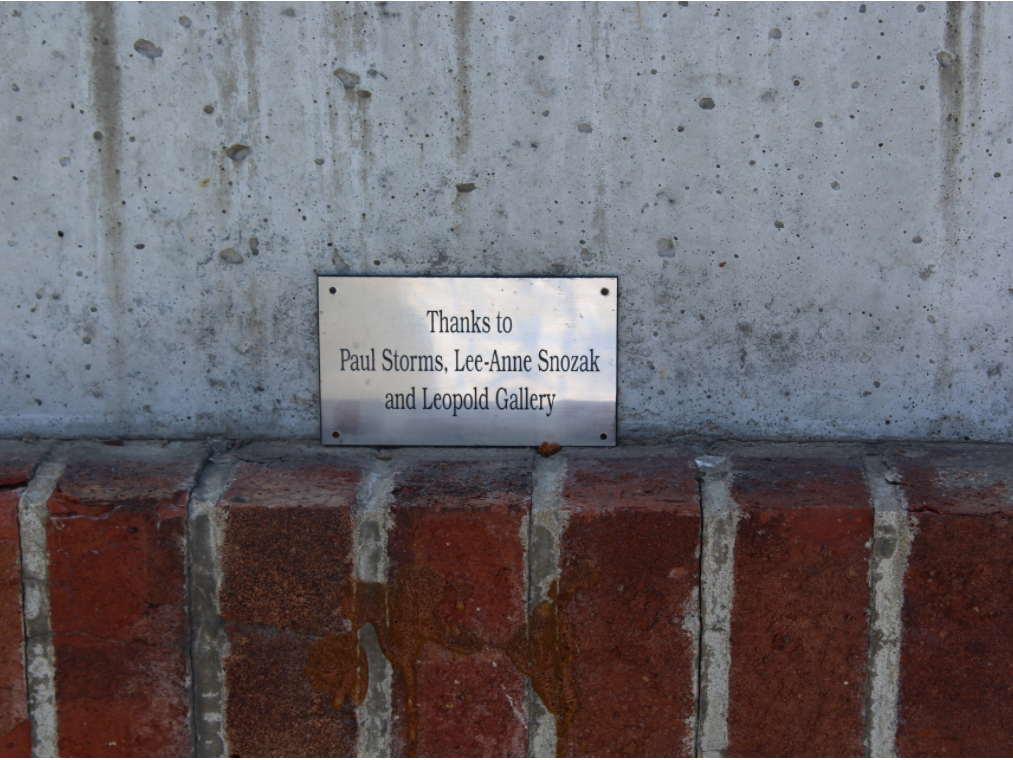 Thanks to
Paul Storms, Lee-Anne Snozak
and Leopold Gallery